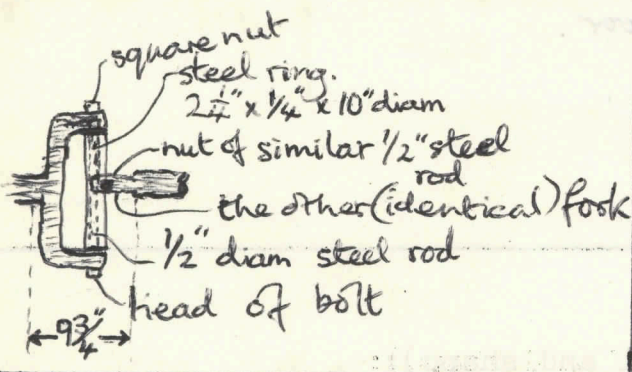 square nut
steel ring.
2¼" x ¼" x 10" diam
nut of similar ½" steel
rod
the other (identical) fork
½" diam steel rod
head of bolt
9¾"